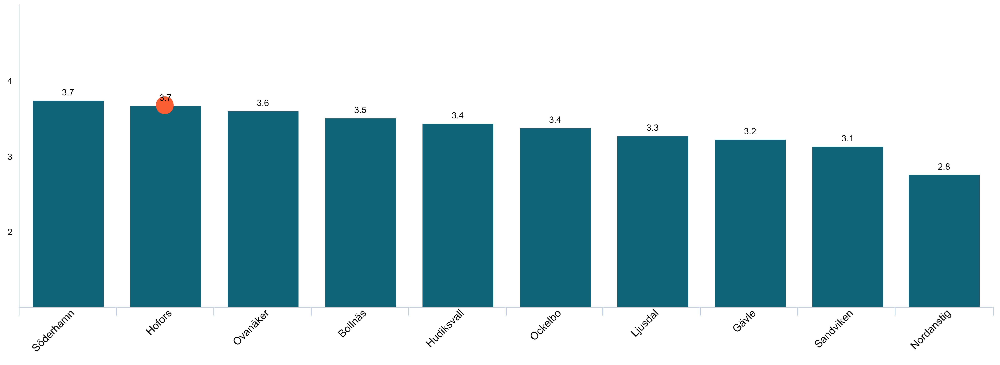 4
3
2
3.7
3.7
3.6
3.5
3.4
3.4
3.3
3.2
3.1
2.8
Söderhamn
Hofors
Ovanåker
Bollnäs
Hudiksvall
Ockelbo
Ljusdal
Gävle
Sandviken
Nordanstig